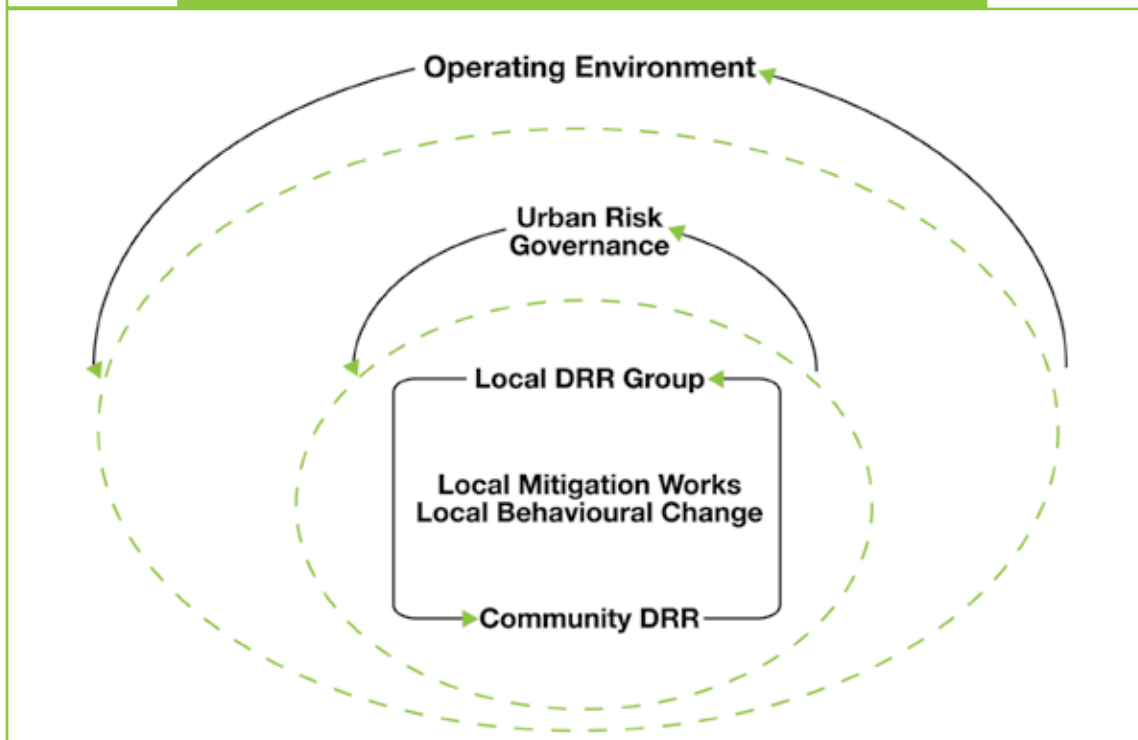 Operating Environment
Urban Risk
Governance
Local DRR Group
Local Mitigation Works
Local Behavioural Change
Community DRR